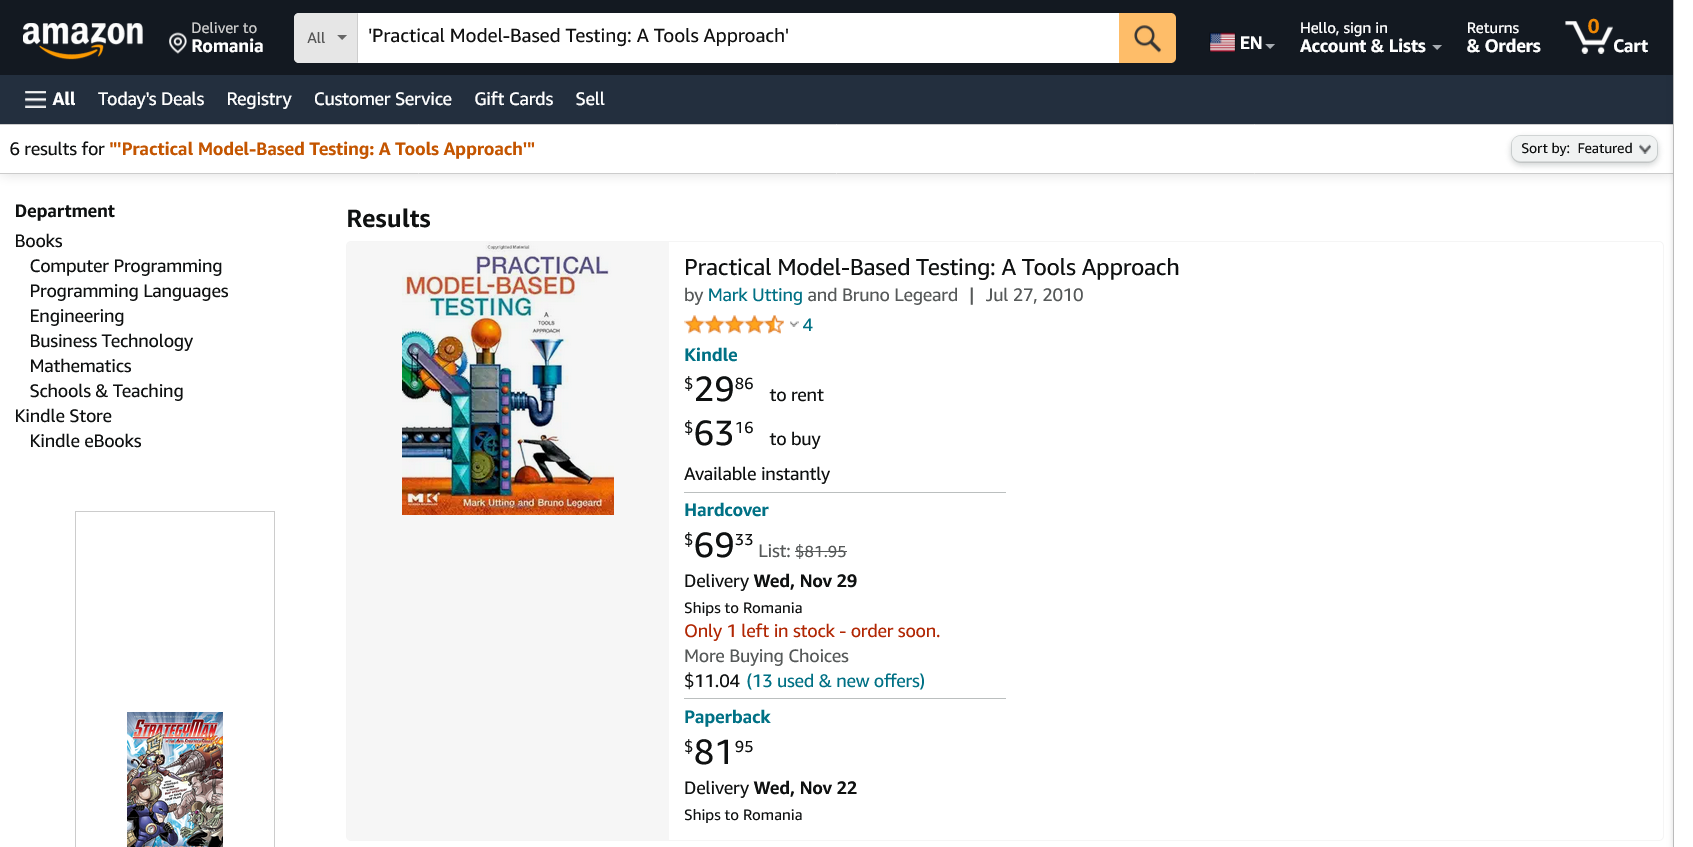 amazon
Deliver to
Romania
All
'Practical Model-Based Testing: A Tools Approach'
EN
Hello, sign in
Account & Lists
Returns
& Orders
0
Cart
All
Today's Deals
Registry
Customer Service
Gift Cards
Sell
6 results for "'Practical Model-Based Testing: A Tools Approach'"
Sort by: Featured
Department
Books
Computer Programming
Programming Languages
Engineering
Business Technology
Mathematics
Schools & Teaching
Kindle Store
Kindle eBooks
STRATEGYMAN
Results
Copyrighted Material
PRACTICAL
MODEL-BASED
TESTING
A
TOOLS
APPROACH
MK
Mark Utting and Bruno Legeard
Practical Model-Based Testing: A Tools Approach
by Mark Utting and Bruno Legeard | Jul 27, 2010
4
Kindle
$29 86 to rent
$63 16 to buy
Available instantly
Hardcover
$69 33 List: $81.95
Delivery Wed, Nov 29
Ships to Romania
Only 1 left in stock - order soon.
More Buying Choices
$11.04 (13 used & new offers)
Paperback
$81 95
Delivery Wed, Nov 22
Ships to Romania